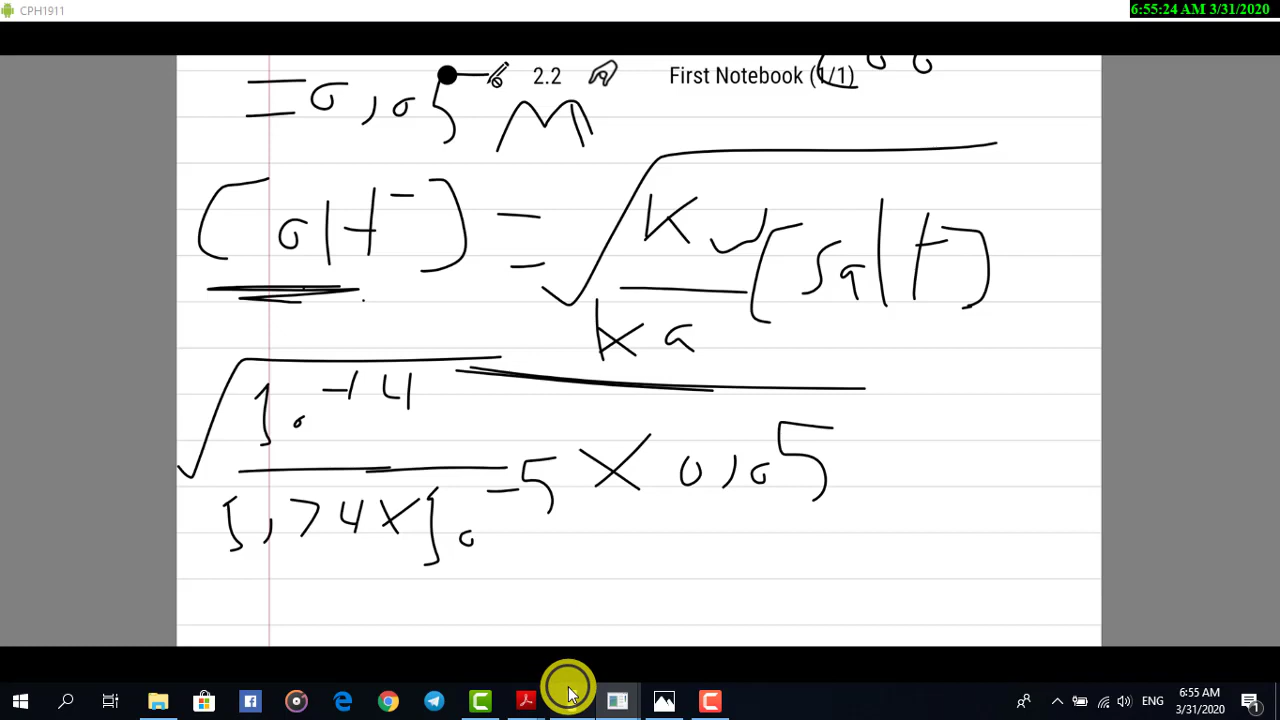 CPH1911
6:55:24 AM 3/31/2020
2.2 First Notebook (1/1)
= 0,05 M
[OH⁻] = √ Kw/Ka [salt]
√ 10⁻¹⁴ / 1,74 × 10⁻⁵ × 0,05
ENG
6:55 AM
3/31/2020
1